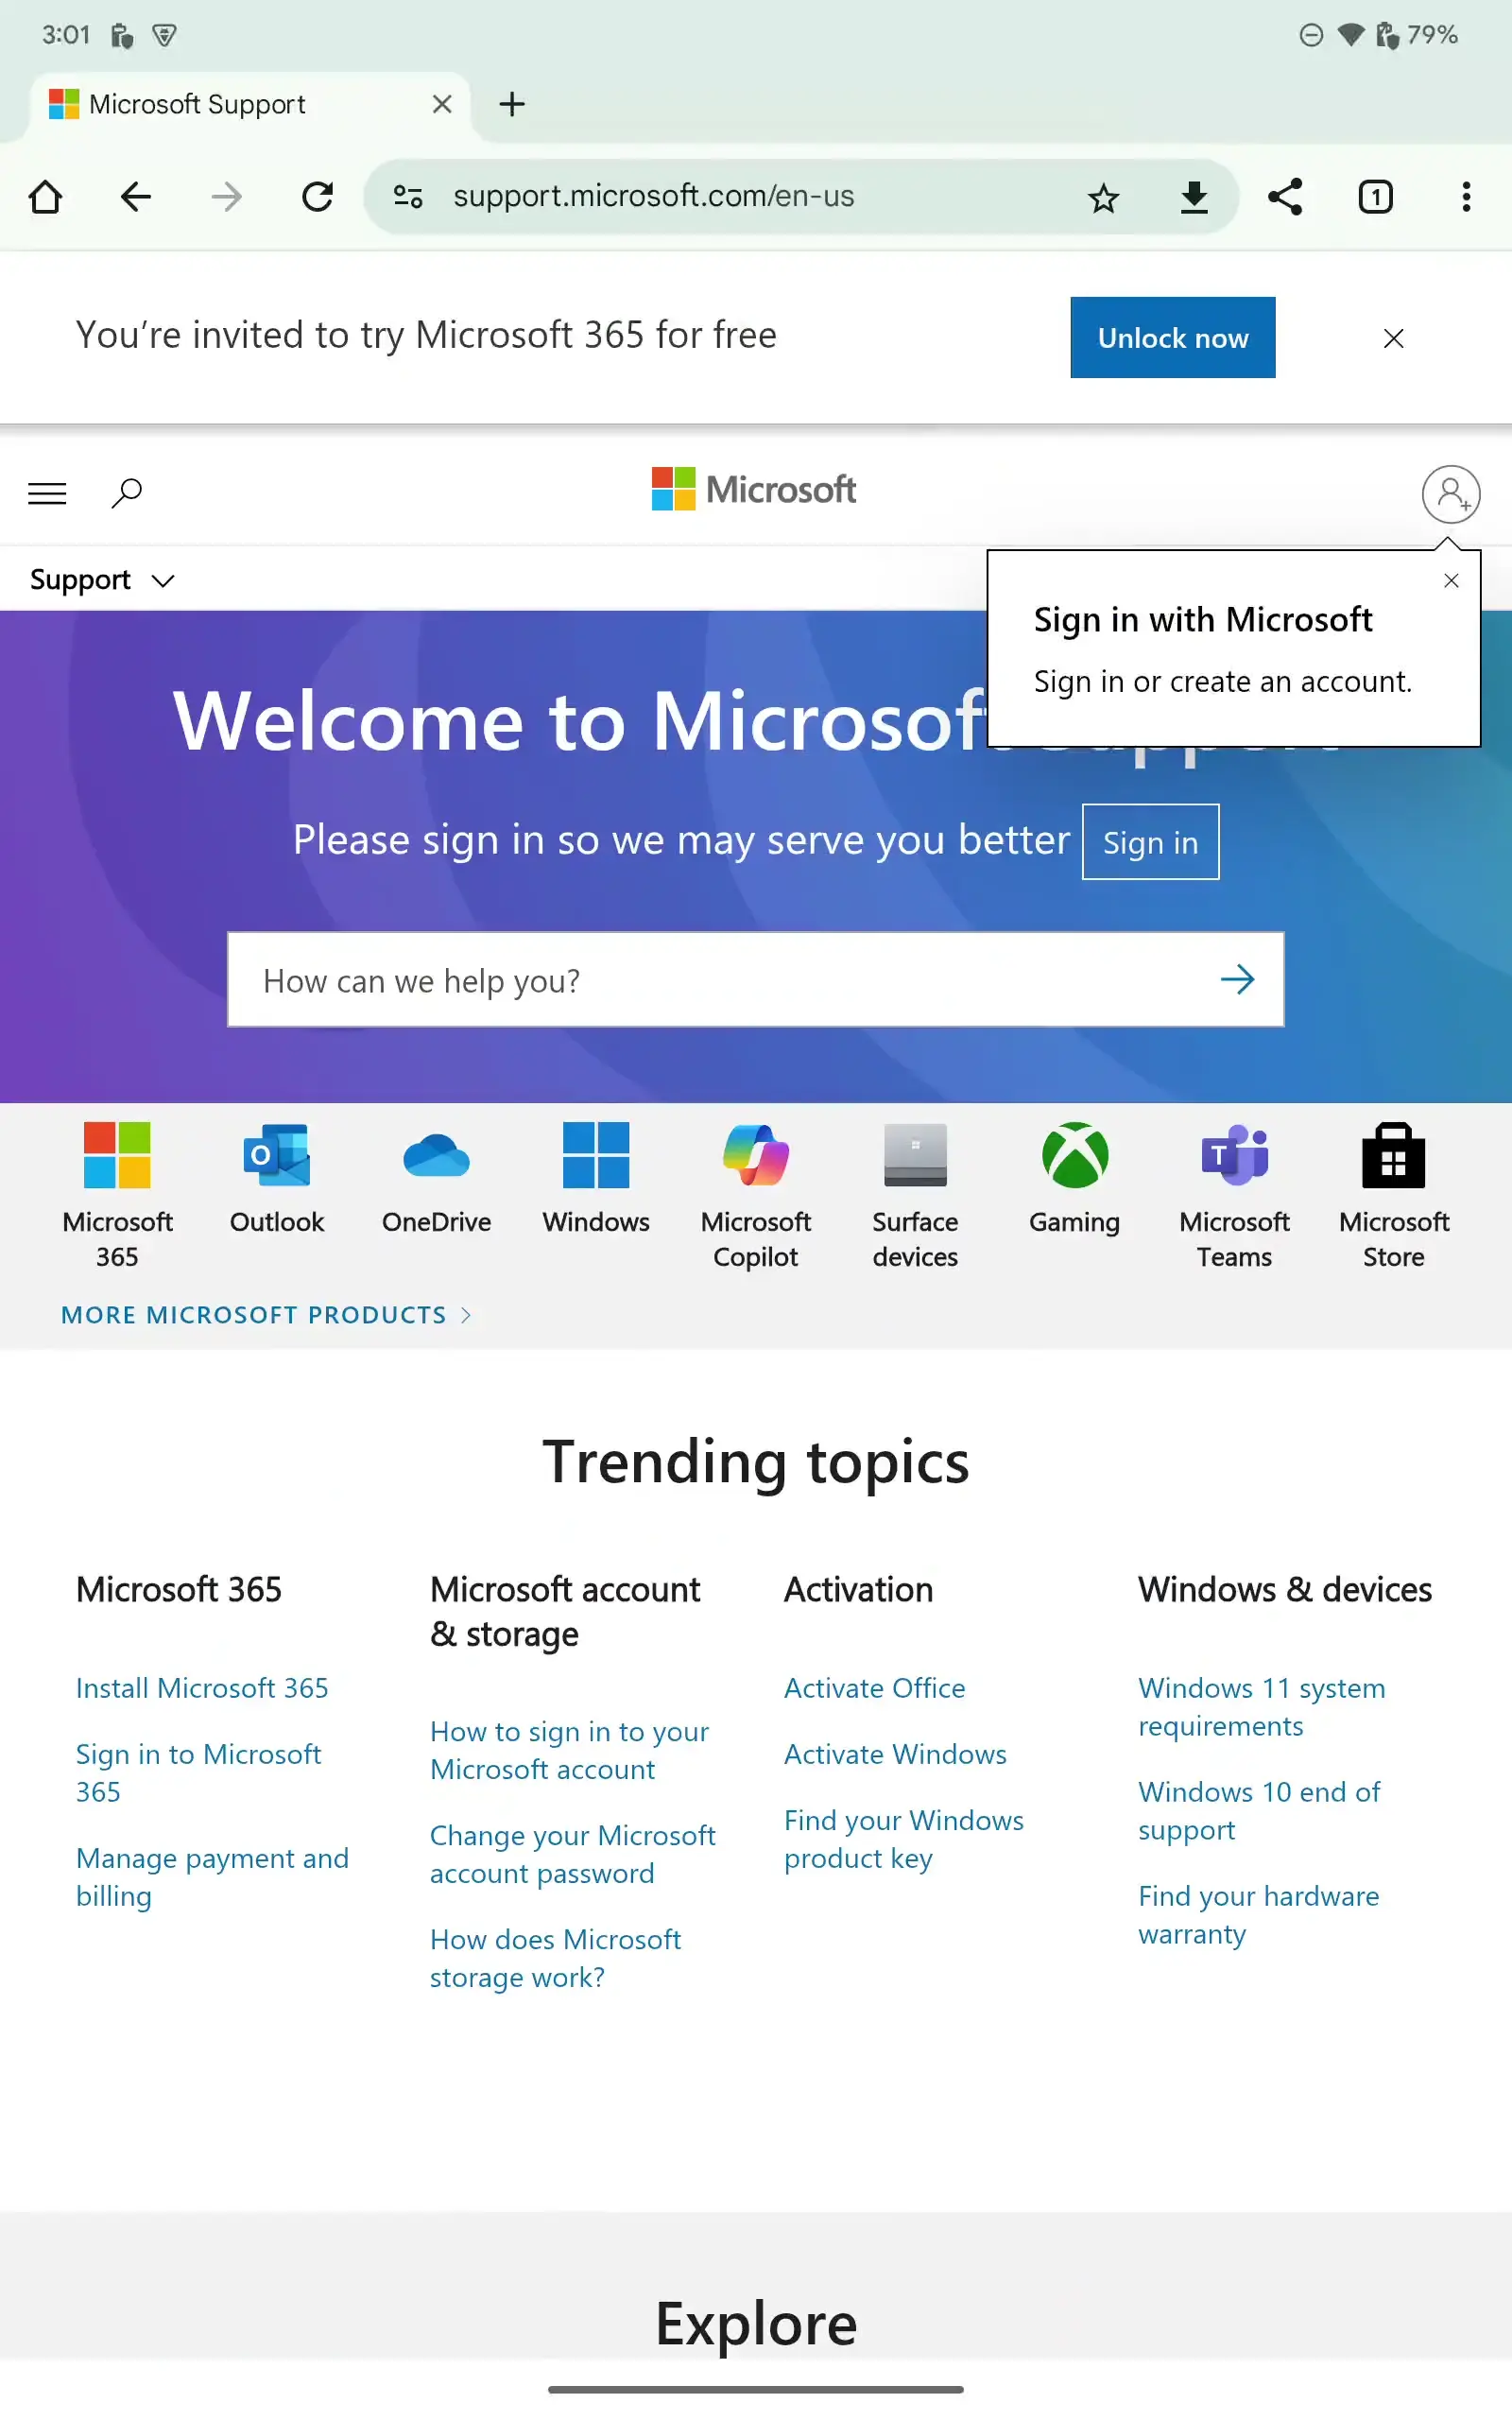 3:01
79%
Microsoft Support
support.microsoft.com/en-us
1
You're invited to try Microsoft 365 for free
Unlock now
Microsoft
Support
Sign in with Microsoft
Sign in or create an account.
Welcome to Microsoft Support
Please sign in so we may serve you better
Sign in
How can we help you?
Microsoft
365
Outlook
OneDrive
Windows
Microsoft
Copilot
Surface
devices
Gaming
Microsoft
Teams
Microsoft
Store
MORE MICROSOFT PRODUCTS
Trending topics
Microsoft 365
Install Microsoft 365
Sign in to Microsoft
365
Manage payment and
billing
Microsoft account
& storage
How to sign in to your
Microsoft account
Change your Microsoft
account password
How does Microsoft
storage work?
Activation
Activate Office
Activate Windows
Find your Windows
product key
Windows & devices
Windows 11 system
requirements
Windows 10 end of
support
Find your hardware
warranty
Explore